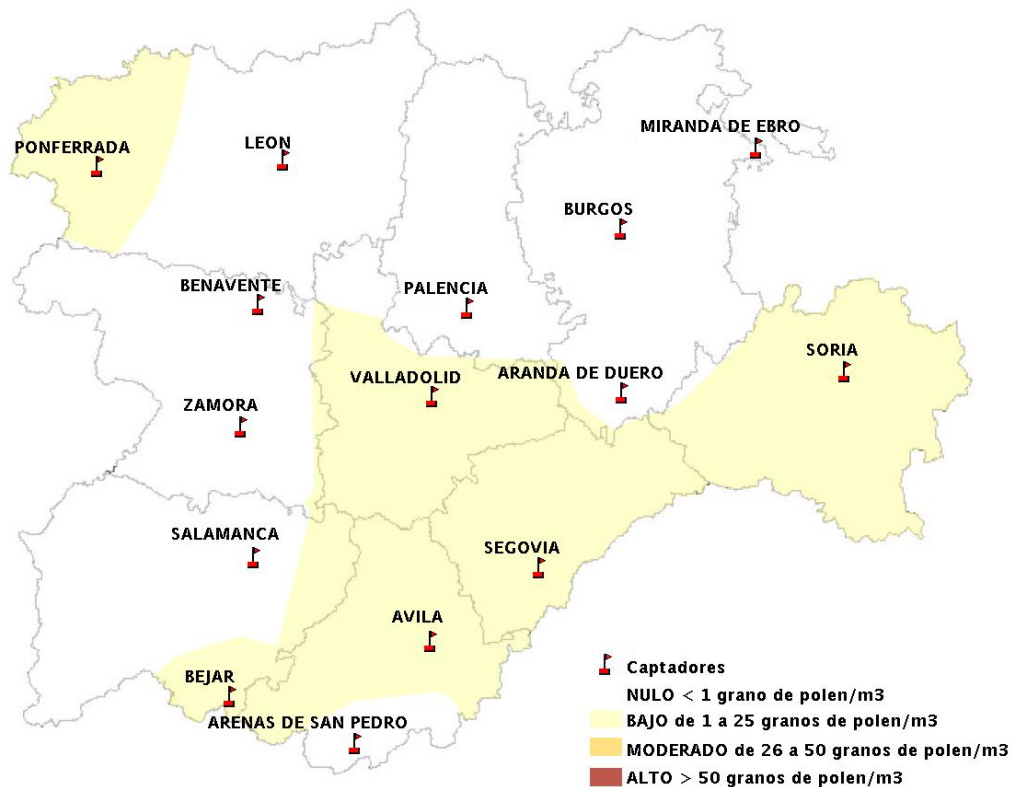 MIRANDA DE EBRO
PONFERRADA
LEON
BURGOS
BENAVENTE
PALENCIA
SORIA
VALLADOLID
ARANDA DE DUERO
ZAMORA
SALAMANCA
SEGOVIA
AVILA
BEJAR
ARENAS DE SAN PEDRO
Captadores
NULO < 1 grano de polen/m3
BAJO de 1 a 25 granos de polen/m3
MODERADO de 26 a 50 granos de polen/m3
ALTO > 50 granos de polen/m3